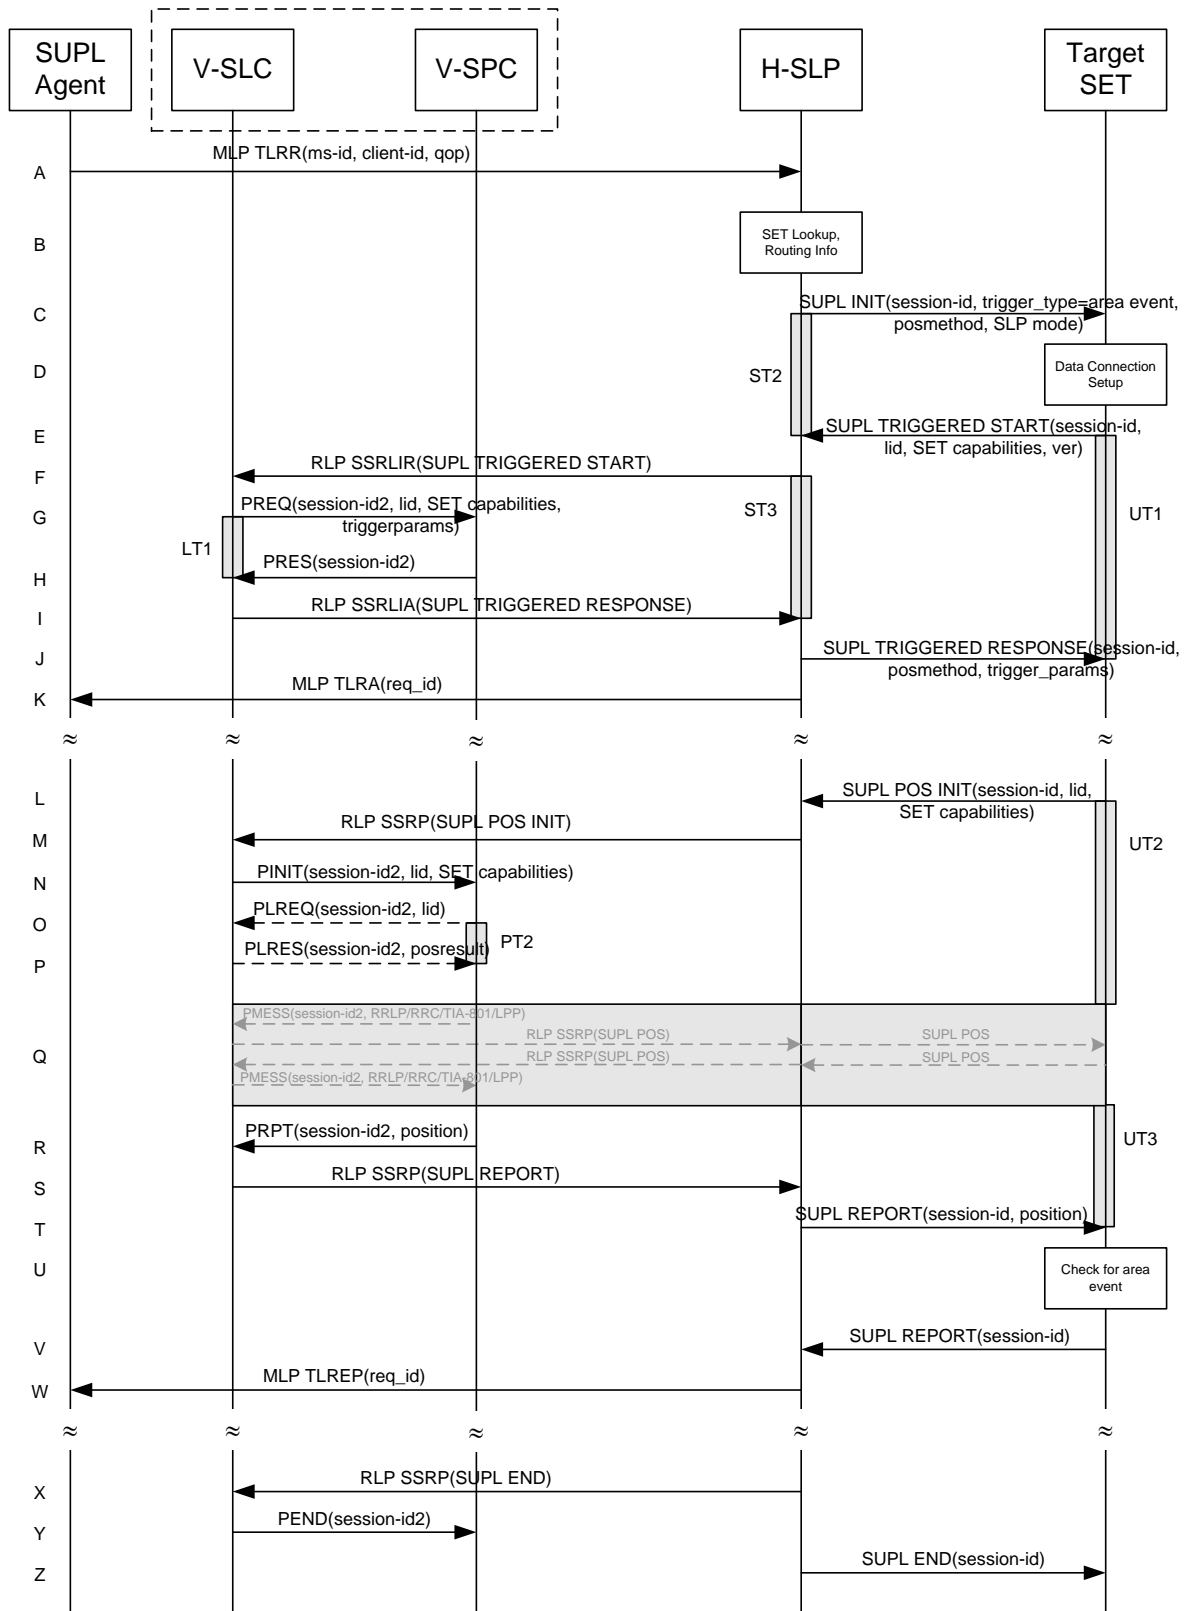 SUPL
Agent
V-SLC
V-SPC
H-SLP
Target
SET
A
MLP TLRR(ms-id, client-id, qop)
B
SET Lookup,
Routing Info
C
SUPL INIT(session-id, trigger_type=area event,
posmethod, SLP mode)
D
ST2
Data Connection
Setup
E
SUPL TRIGGERED START(session-id,
lid, SET capabilities, ver)
F
RLP SSRLIR(SUPL TRIGGERED START)
G
PREQ(session-id2, lid, SET capabilities,
triggerparams)
ST3
UT1
LT1
H
PRES(session-id2)
I
RLP SSRLIA(SUPL TRIGGERED RESPONSE)
J
SUPL TRIGGERED RESPONSE(session-id,
posmethod, trigger_params)
K
MLP TLRA(req_id)
≈ ≈ ≈ ≈ ≈
L
SUPL POS INIT(session-id, lid,
SET capabilities)
M
RLP SSRP(SUPL POS INIT)
UT2
N
PINIT(session-id2, lid, SET capabilities)
O
PLREQ(session-id2, lid)
PT2
P
PLRES(session-id2, posresult)
PMESS(session-id2, RRLP/RRC/TIA-801/LPP)
RLP SSRP(SUPL POS)
SUPL POS
Q
RLP SSRP(SUPL POS)
SUPL POS
PMESS(session-id2, RRLP/RRC/TIA-801/LPP)
R
PRPT(session-id2, position)
UT3
S
RLP SSRP(SUPL REPORT)
T
SUPL REPORT(session-id, position)
U
Check for area
event
V
SUPL REPORT(session-id)
W
MLP TLREP(req_id)
≈ ≈ ≈ ≈ ≈
X
RLP SSRP(SUPL END)
Y
PEND(session-id2)
Z
SUPL END(session-id)